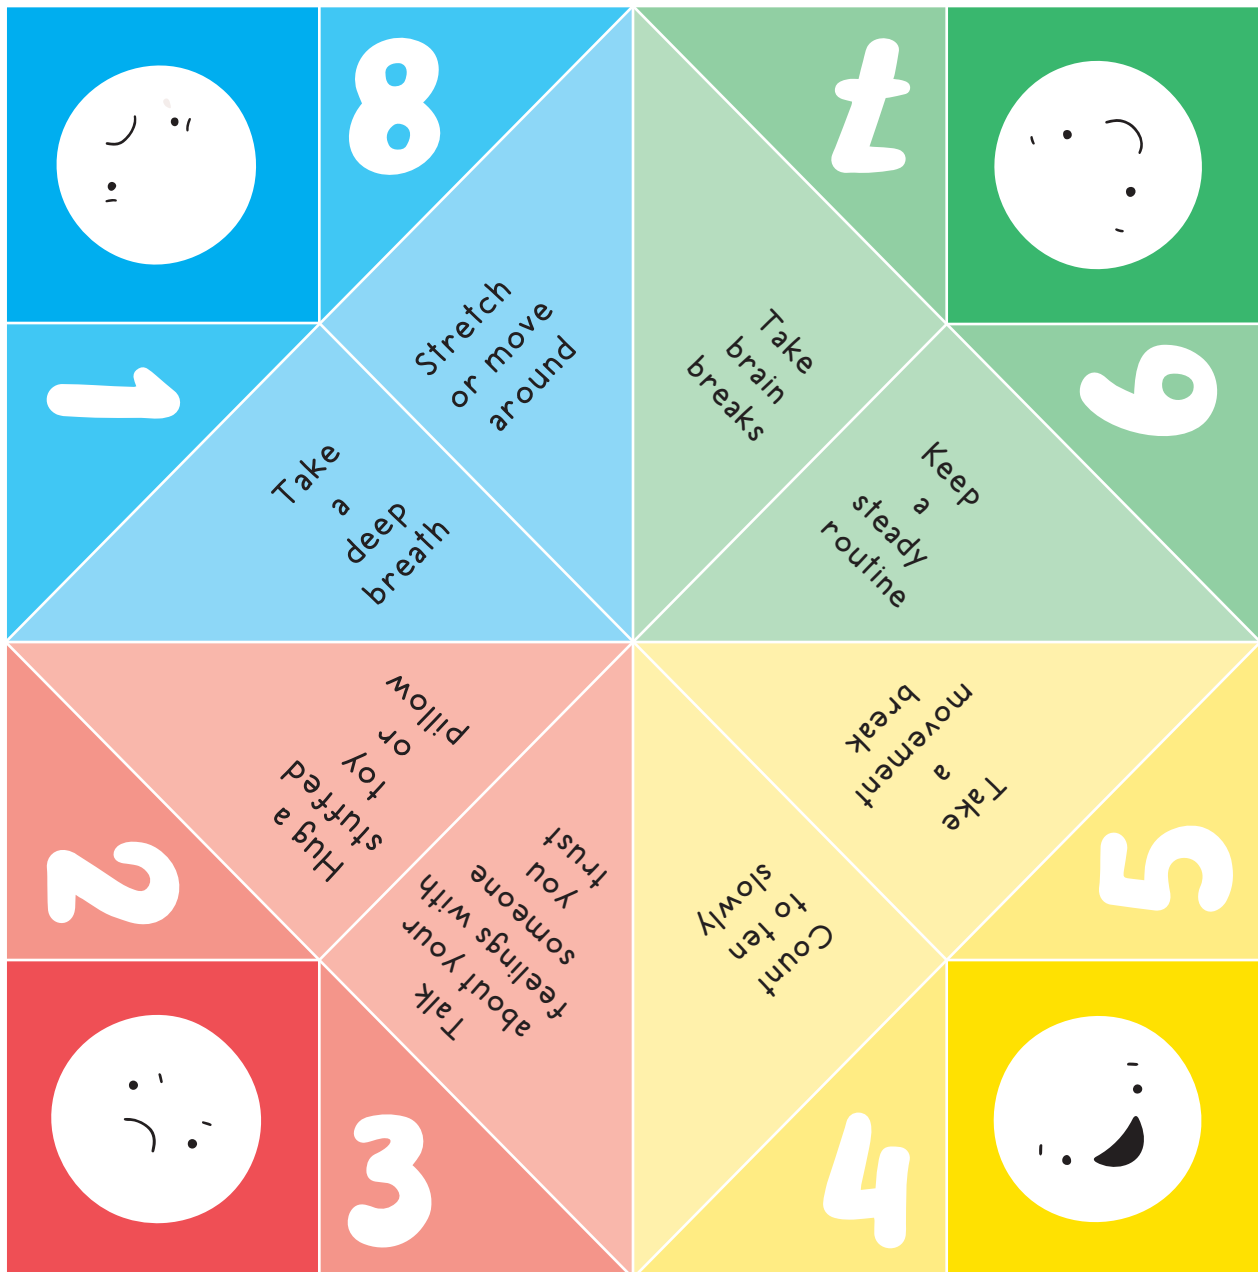 8
Stretch
or move
around
7
Take
brain
breaks
1
Take
a
deep
breath
6
Keep
a
steady
routine
2
Hug a
stuffed
toy
or
pillow
3
Talk
about your
feelings with
someone
you
trust
4
Count
to ten
slowly
5
Take
a
movement
break